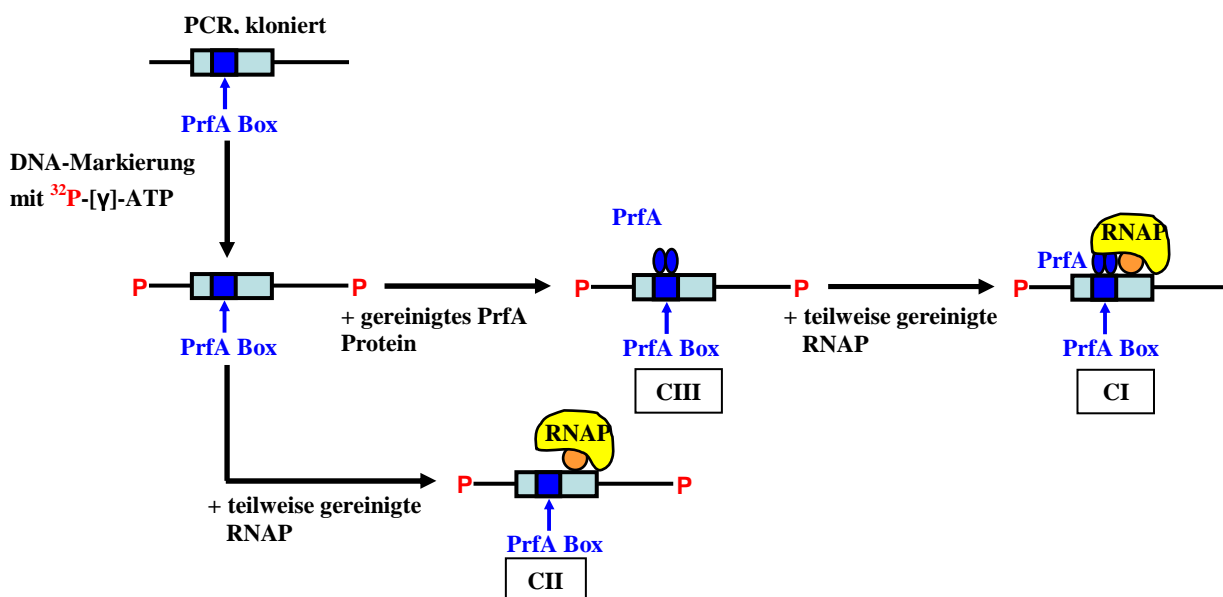 PCR, kloniert
PrfA Box
DNA-Markierung
mit ³²P-[γ]-ATP
P
P
PrfA Box
+ gereinigtes PrfA
Protein
PrfA
P
P
PrfA Box
CIII
+ teilweise gereinigte
RNAP
RNAP
PrfA
P
PrfA Box
CI
+ teilweise gereinigte
RNAP
RNAP
P
P
PrfA Box
CII